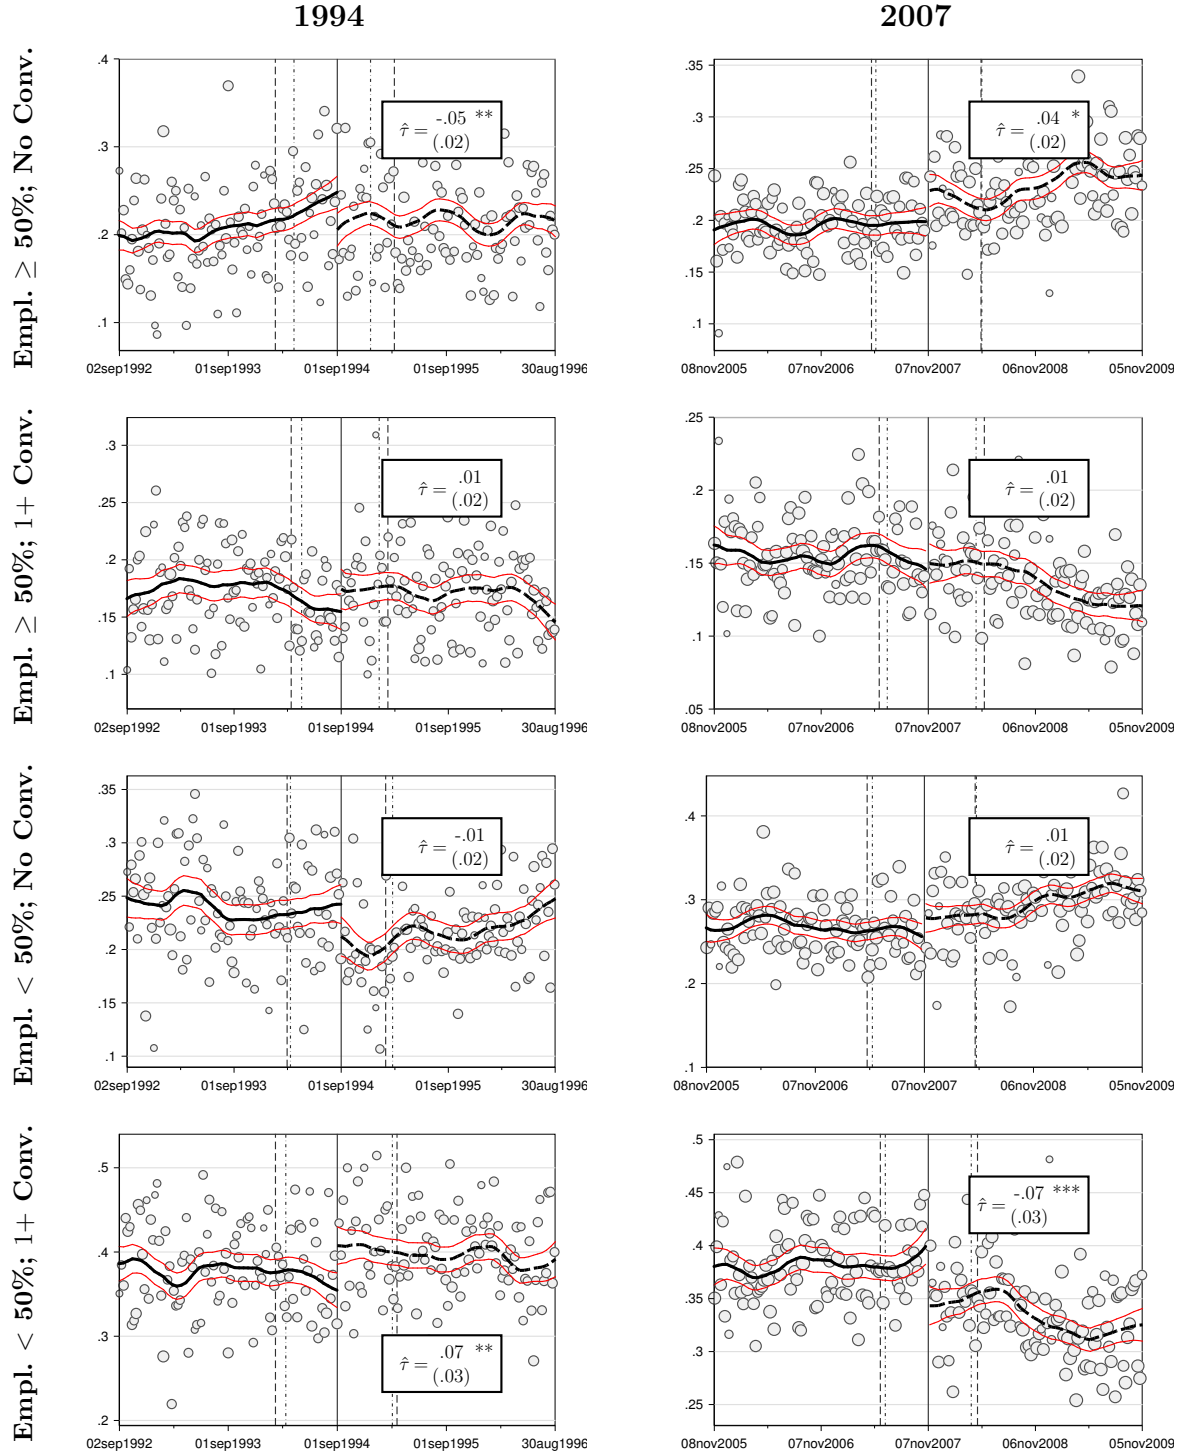 1994
2007
Empl. ≥ 50%; No Conv.
.4
.3
.2
.1
02sep1992
01sep1993
01sep1994
01sep1995
30aug1996
τ̂ = -.05 **
(.02)
.35
.3
.25
.2
.15
.1
08nov2005
07nov2006
07nov2007
06nov2008
05nov2009
τ̂ = .04 *
(.02)
Empl. ≥ 50%; 1+ Conv.
.3
.25
.2
.15
.1
02sep1992
01sep1993
01sep1994
01sep1995
30aug1996
τ̂ = .01
(.02)
.25
.2
.15
.1
.05
08nov2005
07nov2006
07nov2007
06nov2008
05nov2009
τ̂ = .01
(.02)
Empl. < 50%; No Conv.
.35
.3
.25
.2
.15
.1
02sep1992
01sep1993
01sep1994
01sep1995
30aug1996
τ̂ = -.01
(.02)
.4
.3
.2
.1
08nov2005
07nov2006
07nov2007
06nov2008
05nov2009
τ̂ = .01
(.02)
Empl. < 50%; 1+ Conv.
.5
.4
.3
.2
02sep1992
01sep1993
01sep1994
01sep1995
30aug1996
τ̂ = .07 **
(.03)
.5
.45
.4
.35
.3
.25
08nov2005
07nov2006
07nov2007
06nov2008
05nov2009
τ̂ = -.07 ***
(.03)